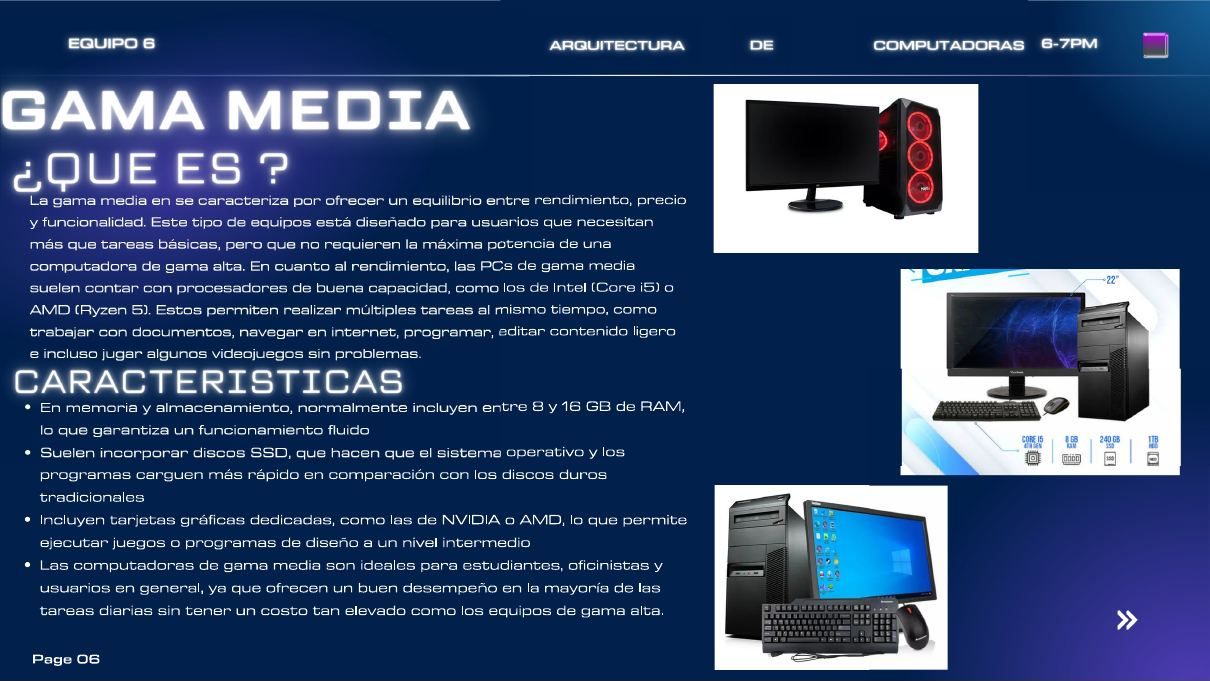 EQUIPO 6
ARQUITECTURA DE COMPUTADORAS 6-7PM
GAMA MEDIA
¿QUE ES ?
La gama media en se caracteriza por ofrecer un equilibrio entre rendimiento, precio
y funcionalidad. Este tipo de equipos está diseñado para usuarios que necesitan
más que tareas básicas, pero que no requieren la máxima potencia de una
computadora de gama alta. En cuanto al rendimiento, las PCs de gama media
suelen contar con procesadores de buena capacidad, como los de Intel (Core i5) o
AMD (Ryzen 5). Estos permiten realizar múltiples tareas al mismo tiempo, como
trabajar con documentos, navegar en internet, programar, editar contenido ligero
e incluso jugar algunos videojuegos sin problemas.
CARACTERISTICAS
• En memoria y almacenamiento, normalmente incluyen entre 8 y 16 GB de RAM,
lo que garantiza un funcionamiento fluido
• Suelen incorporar discos SSD, que hacen que el sistema operativo y los
programas carguen más rápido en comparación con los discos duros
tradicionales
• Incluyen tarjetas gráficas dedicadas, como las de NVIDIA o AMD, lo que permite
ejecutar juegos o programas de diseño a un nivel intermedio
• Las computadoras de gama media son ideales para estudiantes, oficinistas y
usuarios en general, ya que ofrecen un buen desempeño en la mayoría de las
tareas diarias sin tener un costo tan elevado como los equipos de gama alta.
22"
CORE I5 8 GB 240 GB 1TB
4TH GEN RAM SSD HDD
Page 06